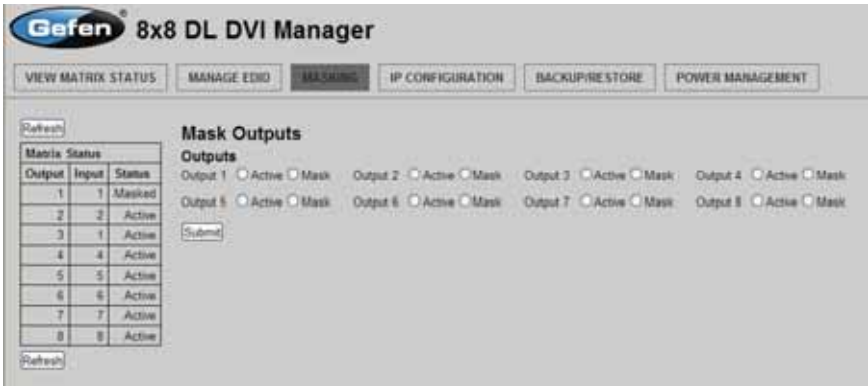 Gefen® 8x8 DL DVI Manager
VIEW MATRIX STATUS MANAGE EDID MASKING IP CONFIGURATION BACKUP/RESTORE POWER MANAGEMENT
Refresh
Matrix Status
Output Input Status
1 1 Masked
2 2 Active
3 1 Active
4 4 Active
5 5 Active
6 6 Active
7 7 Active
8 8 Active
Refresh
Mask Outputs
Outputs
Output 1 Active Mask Output 2 Active Mask Output 3 Active Mask Output 4 Active Mask
Output 5 Active Mask Output 6 Active Mask Output 7 Active Mask Output 8 Active Mask
Submit